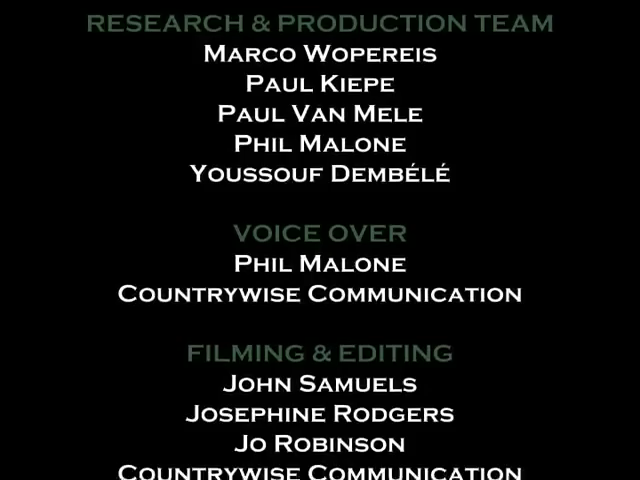 RESEARCH & PRODUCTION TEAM
MARCO WOPEREIS
PAUL KIEPE
PAUL VAN MELE
PHIL MALONE
YOUSSOUF DEMBÉLÉ
VOICE OVER
PHIL MALONE
COUNTRYWISE COMMUNICATION
FILMING & EDITING
JOHN SAMUELS
JOSEPHINE RODGERS
JO ROBINSON
COUNTRYWISE COMMUNICATION